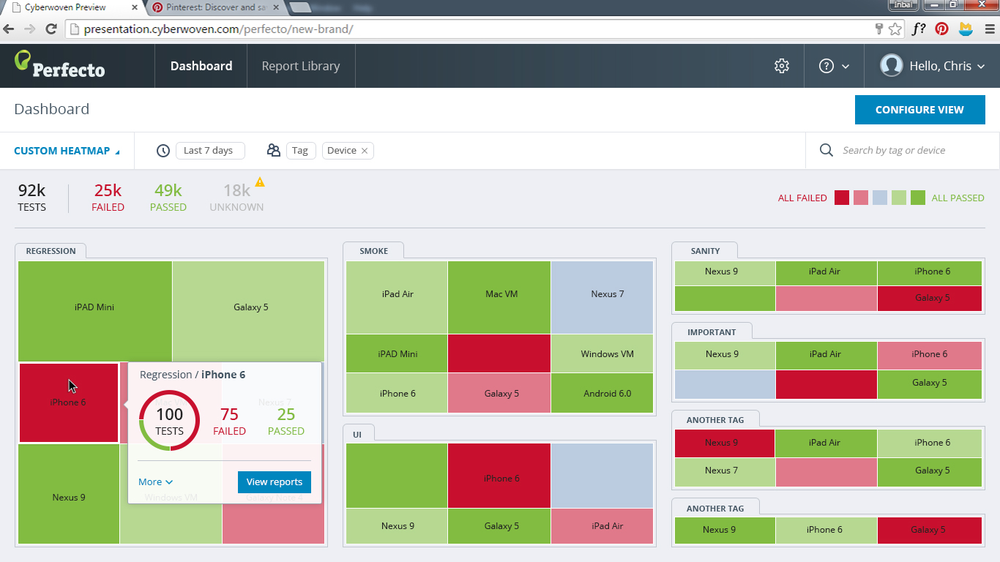 Cyberwoven Preview
Pinterest: Discover and sa
Inbal
presentation.cyberwoven.com/perfecto/new-brand/
f?
Perfecto
Dashboard
Report Library
?
Hello, Chris
Dashboard
CONFIGURE VIEW
CUSTOM HEATMAP
Last 7 days
Tag
Device
Search by tag or device
92k
TESTS
25k
FAILED
49k
PASSED
18k
UNKNOWN
ALL FAILED
ALL PASSED
REGRESSION
iPAD Mini
Galaxy 5
iPhone 6
Mac VM
Nexus 7
Nexus 9
Windows VM
Galaxy Note 4
Regression / iPhone 6
100
TESTS
75
FAILED
25
PASSED
More
View reports
SMOKE
iPad Air
Mac VM
Nexus 7
iPAD Mini
Windows VM
iPhone 6
Galaxy 5
Android 6.0
UI
iPhone 6
Nexus 9
Galaxy 5
iPad Air
SANITY
Nexus 9
iPad Air
iPhone 6
Galaxy 5
IMPORTANT
Nexus 9
iPad Air
iPhone 6
Galaxy 5
ANOTHER TAG
Nexus 9
iPad Air
iPhone 6
Nexus 7
Galaxy 5
ANOTHER TAG
Nexus 9
iPhone 6
Galaxy 5